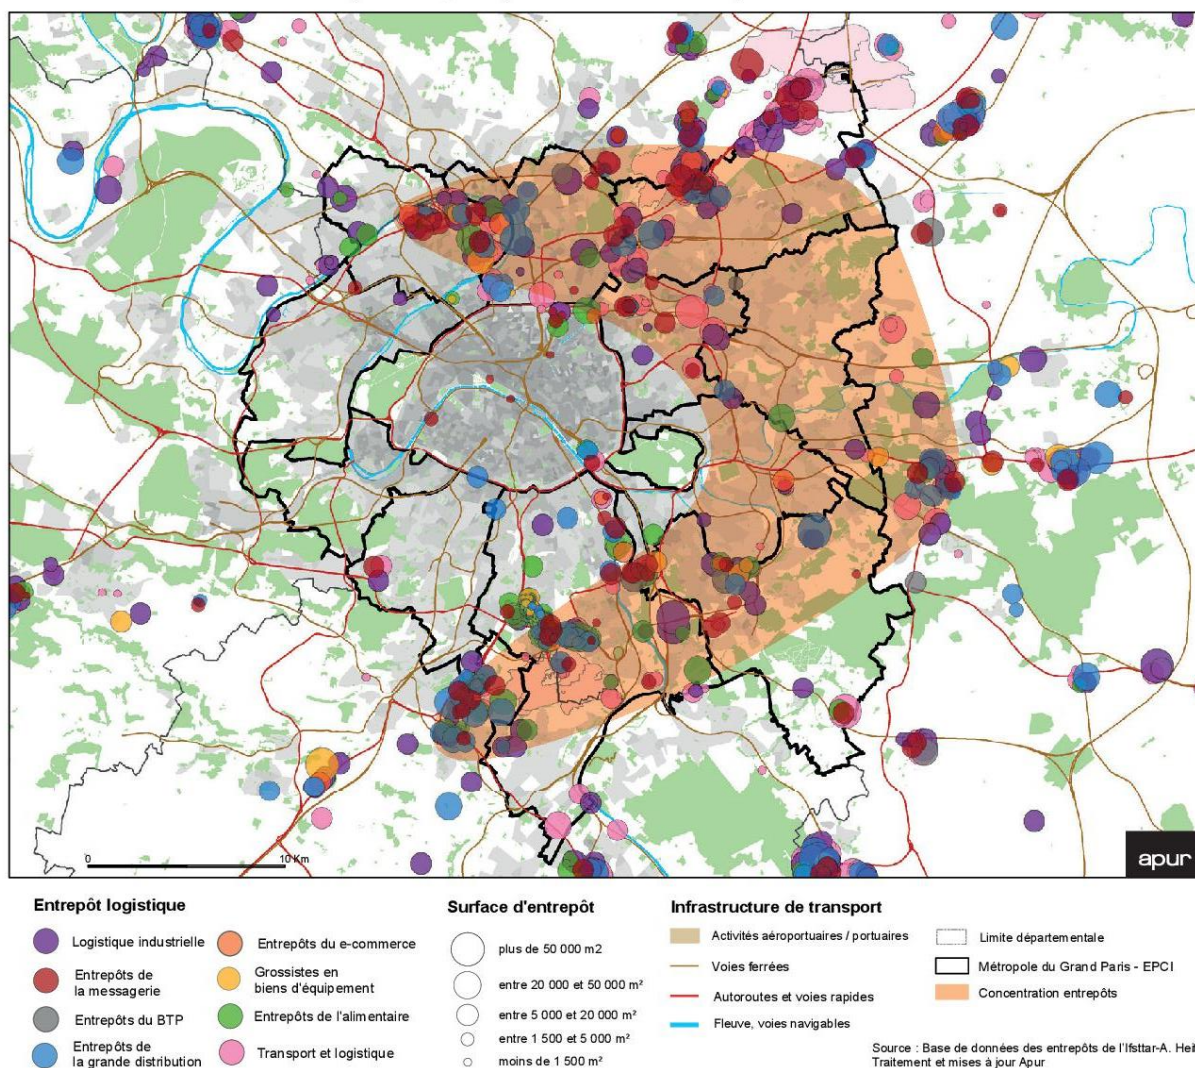 0
10 Km
apur
Entrepôt logistique
Logistique industrielle
Entrepôts de
la messagerie
Entrepôts du BTP
Entrepôts de
la grande distribution
Entrepôts du e-commerce
Grossistes en
biens d'équipement
Entrepôts de l'alimentaire
Transport et logistique
Surface d'entrepôt
plus de 50 000 m2
entre 20 000 et 50 000 m²
entre 5 000 et 20 000 m²
entre 1 500 et 5 000 m²
moins de 1 500 m²
Infrastructure de transport
Activités aéroportuaires / portuaires
Voies ferrées
Autoroutes et voies rapides
Fleuve, voies navigables
Limite départementale
Métropole du Grand Paris - EPCI
Concentration entrepôts
Source : Base de données des entrepôts de l'Ifsttar-A.
Traitement et mises à jour Apur